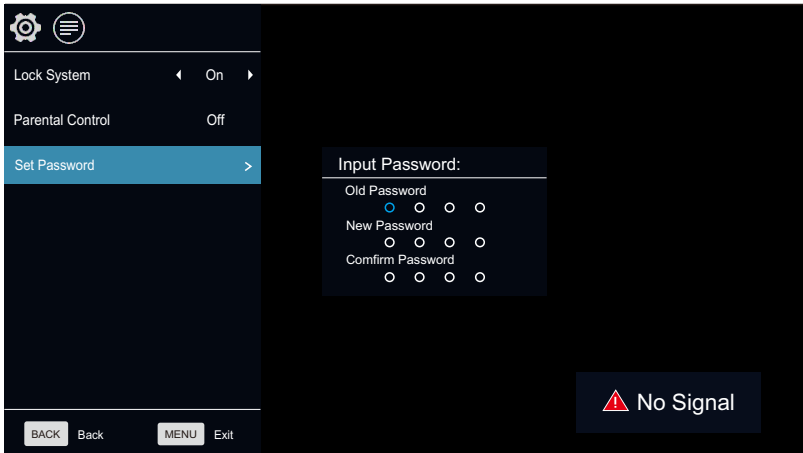 Lock System On
Parental Control Off
Set Password >
Input Password:
Old Password
New Password
Comfirm Password
No Signal
BACK Back MENU Exit